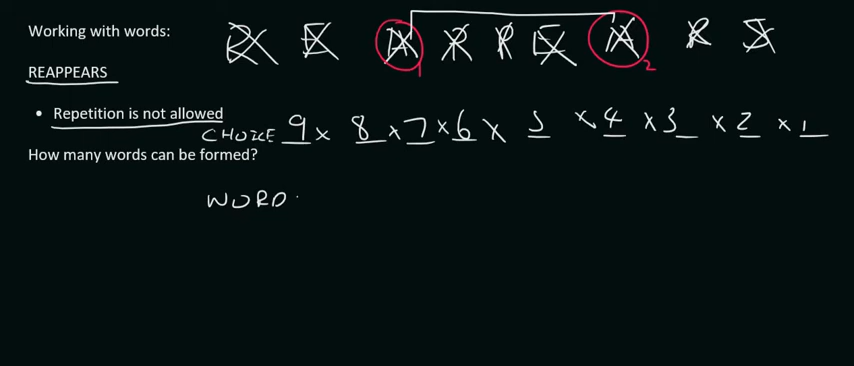 Working with words:
R E A P P E A R S
1 2
REAPPEARS
• Repetition is not allowed
CHOICE 9 × 8 × 7 × 6 × 5 × 4 × 3 × 2 × 1
How many words can be formed?
WORD